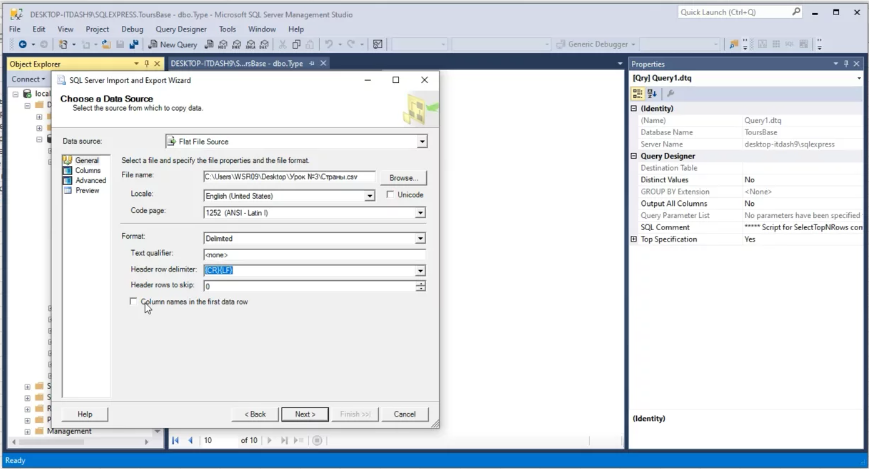 DESKTOP-ITDASH9\SQLEXPRESS.ToursBase - dbo.Type - Microsoft SQL Server Management Studio
Quick Launch (Ctrl+Q)
File Edit View Project Debug Query Designer Tools Window Help
New Query
Generic Debugger
Object Explorer
DESKTOP-ITDASH9\S...rsBase - dbo.Type
Properties
Connect
SQL Server Import and Export Wizard
[Qry] Query1.dtq
Choose a Data Source
Select the source from which to copy data.
(Identity)
(Name) Query1.dtq
Database Name ToursBase
Server Name desktop-itdash9\sqlexpress
Query Designer
Destination Table
Distinct Values No
GROUP BY Extension <None>
Output All Columns No
Query Parameter List No parameters have been specified
SQL Comment ***** Script for SelectTopNRows con
Top Specification Yes
Data source: Flat File Source
General
Columns
Advanced
Preview
Select a file and specify the file properties and the file format.
File name: C:\Users\WSR09\Desktop\Урок №3\Страны.csv Browse...
Locale: English (United States) Unicode
Code page: 1252 (ANSI - Latin I)
Format: Delimited
Text qualifier: <none>
Header row delimiter: {CR}{LF}
Header rows to skip: 0
Column names in the first data row
Help < Back Next > Finish >>| Cancel
Management
10 of 10
(Identity)
Ready